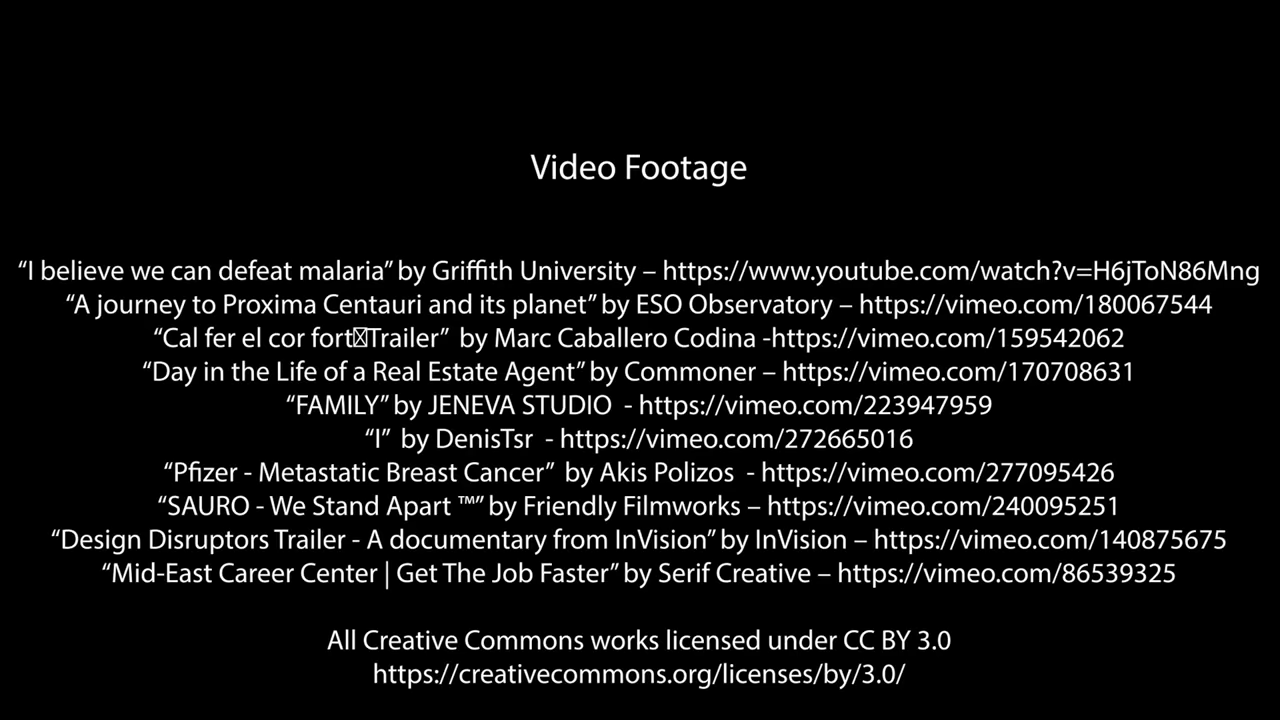 Video Footage
“I believe we can defeat malaria” by Griffith University – https://www.youtube.com/watch?v=H6jToN86Mng
“A journey to Proxima Centauri and its planet” by ESO Observatory – https://vimeo.com/180067544
“Cal fer el cor fort Trailer”  by Marc Caballero Codina -https://vimeo.com/159542062
“Day in the Life of a Real Estate Agent” by Commoner – https://vimeo.com/170708631
“FAMILY” by JENEVA STUDIO  - https://vimeo.com/223947959
“I”  by DenisTsr  - https://vimeo.com/272665016
“Pfizer - Metastatic Breast Cancer”  by Akis Polizos  - https://vimeo.com/277095426
“SAURO - We Stand Apart ™” by Friendly Filmworks – https://vimeo.com/240095251
“Design Disruptors Trailer - A documentary from InVision” by InVision – https://vimeo.com/140875675
“Mid-East Career Center | Get The Job Faster” by Serif Creative – https://vimeo.com/86539325
All Creative Commons works licensed under CC BY 3.0
https://creativecommons.org/licenses/by/3.0/